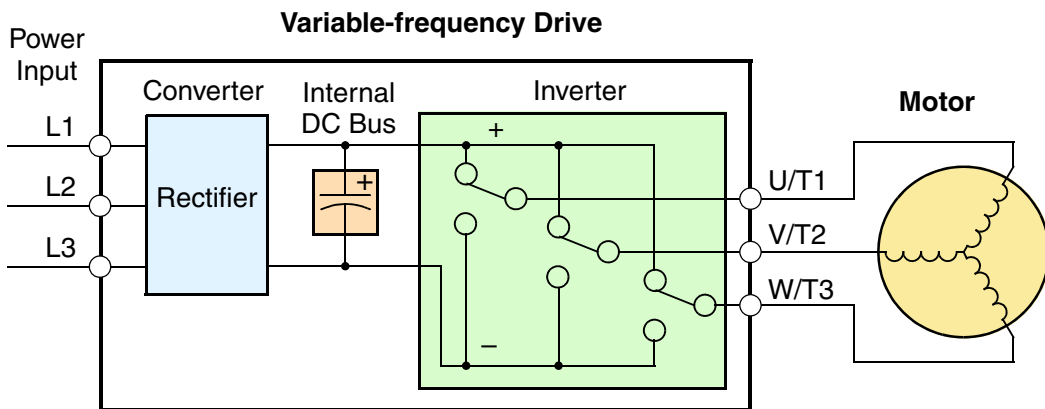 Variable-frequency Drive
Power
Input
Converter
Internal
DC Bus
Inverter
Motor
L1
L2
L3
Rectifier
+
+
–
U/T1
V/T2
W/T3